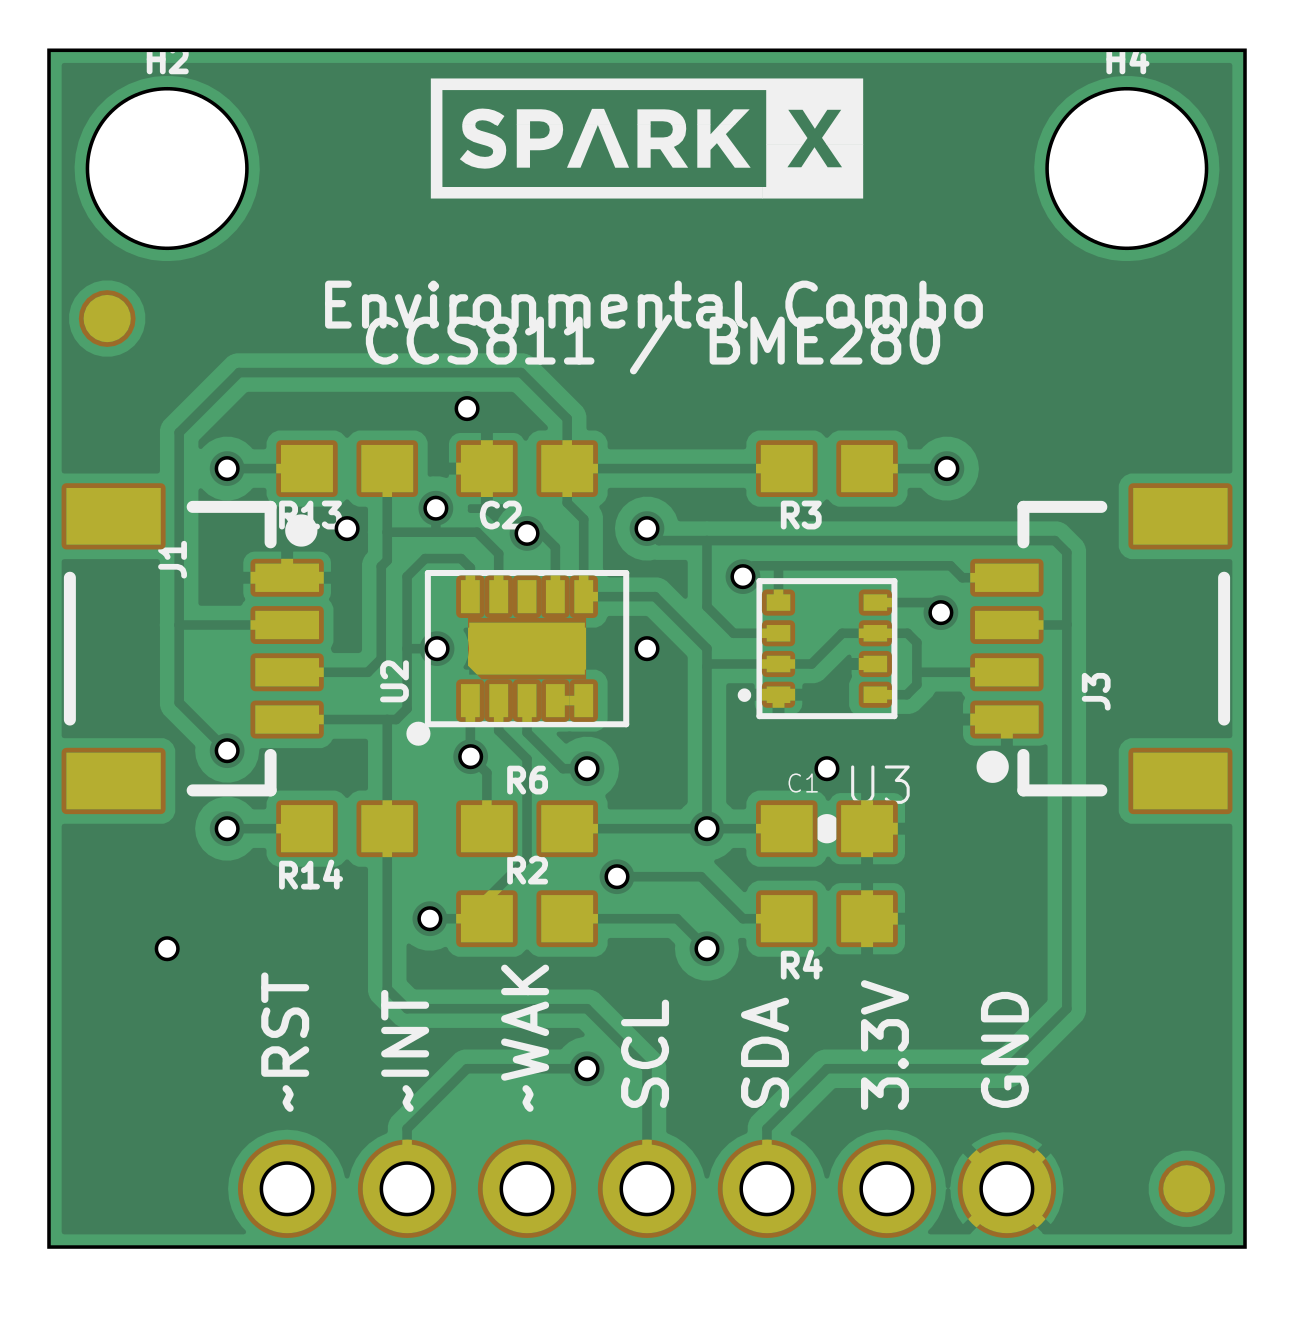 H2
H4
SPARK X
Environmental Combo
CCS811 / BME280
R13
C2
R3
J1
U2
J3
R6
C1
U3
R2
R14
R4
~RST
~INT
~WAK
SCL
SDA
3.3V
GND